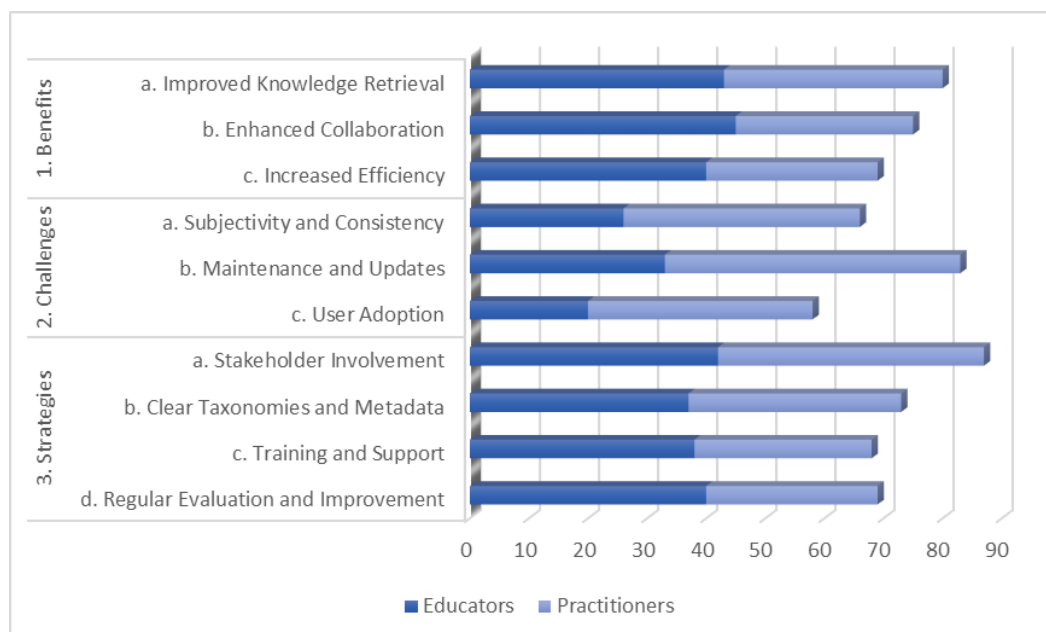 1. Benefits
a. Improved Knowledge Retrieval
b. Enhanced Collaboration
c. Increased Efficiency
2. Challenges
a. Subjectivity and Consistency
b. Maintenance and Updates
c. User Adoption
3. Strategies
a. Stakeholder Involvement
b. Clear Taxonomies and Metadata
c. Training and Support
d. Regular Evaluation and Improvement
0 10 20 30 40 50 60 70 80 90
Educators Practitioners